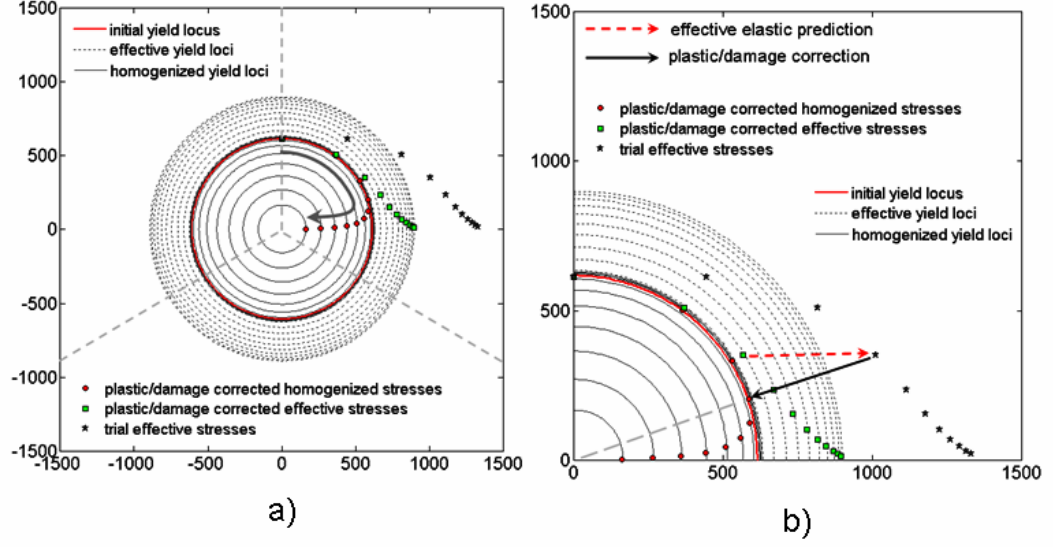 1500
initial yield locus
effective yield loci
homogenized yield loci
1000
500
0
-500
-1000
plastic/damage corrected homogenized stresses
plastic/damage corrected effective stresses
trial effective stresses
-1500
-1500 -1000 -500 0 500 1000 1500
a)
1500
effective elastic prediction
plastic/damage correction
plastic/damage corrected homogenized stresses
plastic/damage corrected effective stresses
trial effective stresses
1000
initial yield locus
effective yield loci
homogenized yield loci
500
0
0 500 1000 1500
b)